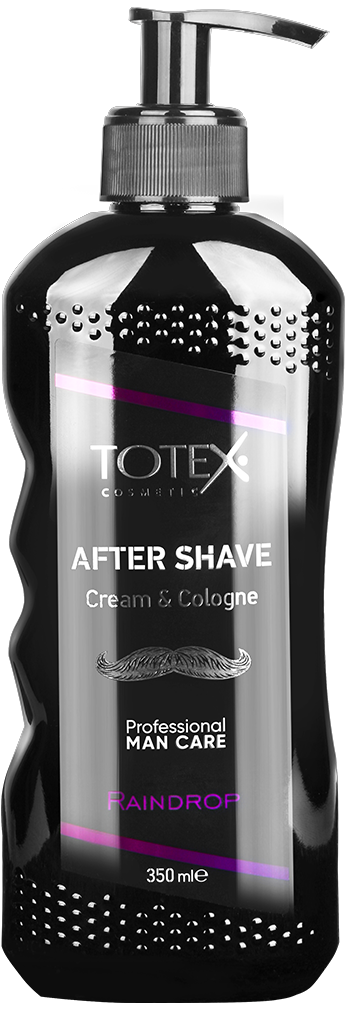 TOTEX
COSMETIC
AFTER SHAVE
Cream & Cologne
Professional
MAN CARE
RAINDROP
350 ml℮